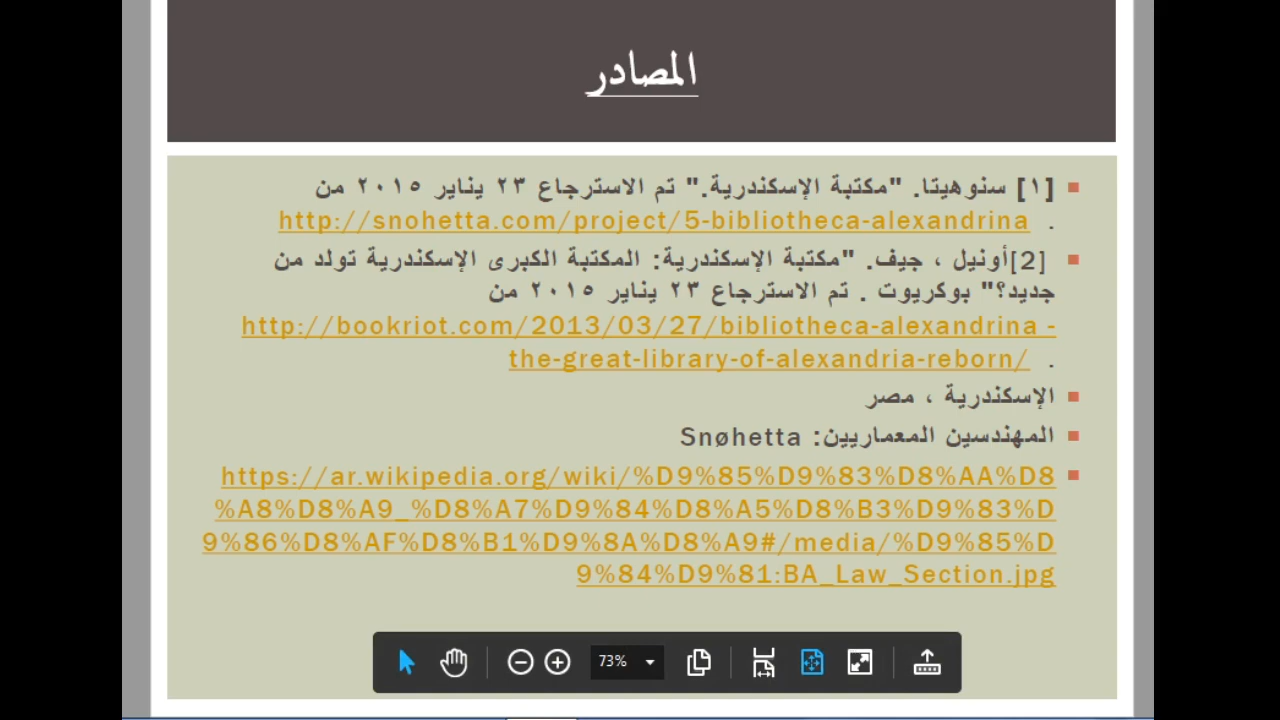 المصادر
[١] سنوهيتا. "مكتبة الإسكندرية." تم الاسترجاع ٢٣ يناير ٢٠١٥ من
http://snohetta.com/project/5-bibliotheca-alexandrina .
[2]أونيل ، جيف. "مكتبة الإسكندرية: المكتبة الكبرى الإسكندرية تولد من
جديد؟" بوكريوت . تم الاسترجاع ٢٣ يناير ٢٠١٥ من
http://bookriot.com/2013/03/27/bibliotheca-alexandrina -
the-great-library-of-alexandria-reborn/ .
الإسكندرية ، مصر
المهندسين المعماريين: Snøhetta
https://ar.wikipedia.org/wiki/%D9%85%D9%83%D8%AA%D8
%A8%D8%A9_%D8%A7%D9%84%D8%A5%D8%B3%D9%83%D
9%86%D8%AF%D8%B1%D9%8A%D8%A9#/media/%D9%85%D
9%84%D9%81:BA_Law_Section.jpg
73%